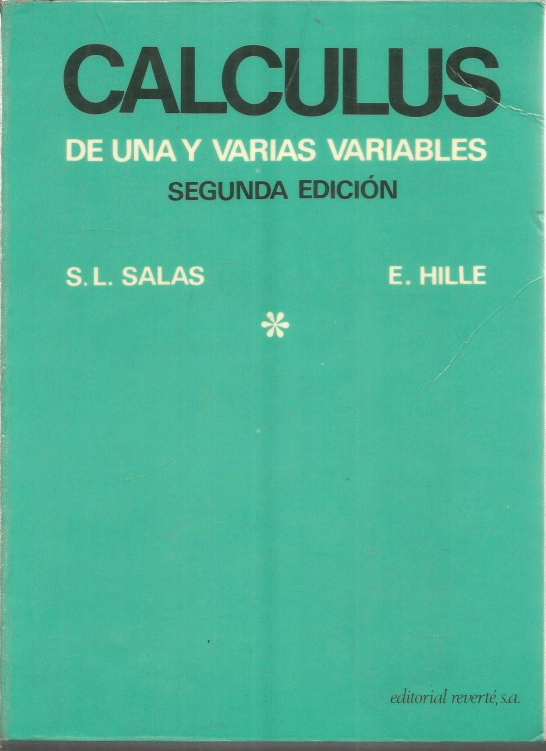 CALCULUS
DE UNA Y VARIAS VARIABLES
SEGUNDA EDICIÓN
S.L. SALAS E. HILLE
*
editorial reverté, s.a.